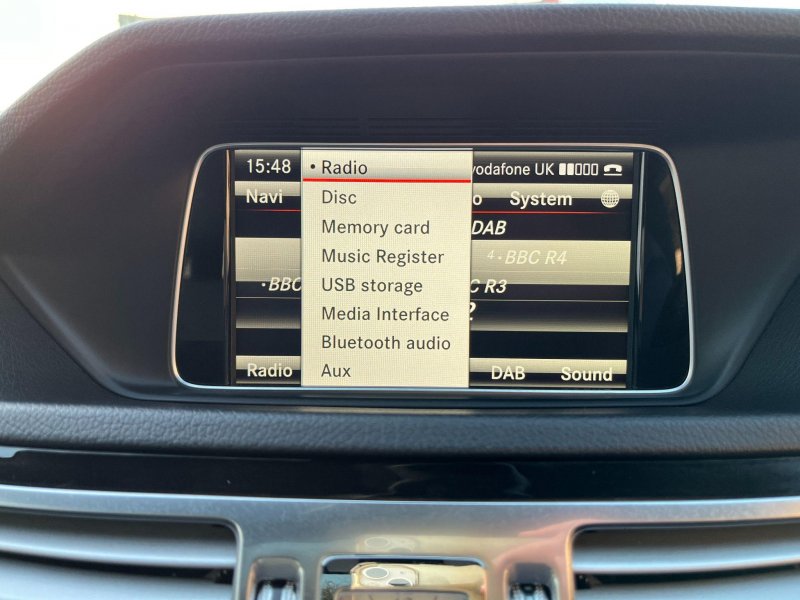 15:48
• Radio
vodafone UK
Navi
Disc
System
Memory card
DAB
Music Register
4 • BBC R4
• BBC
USB storage
R3
Media Interface
Bluetooth audio
Radio
Aux
DAB
Sound